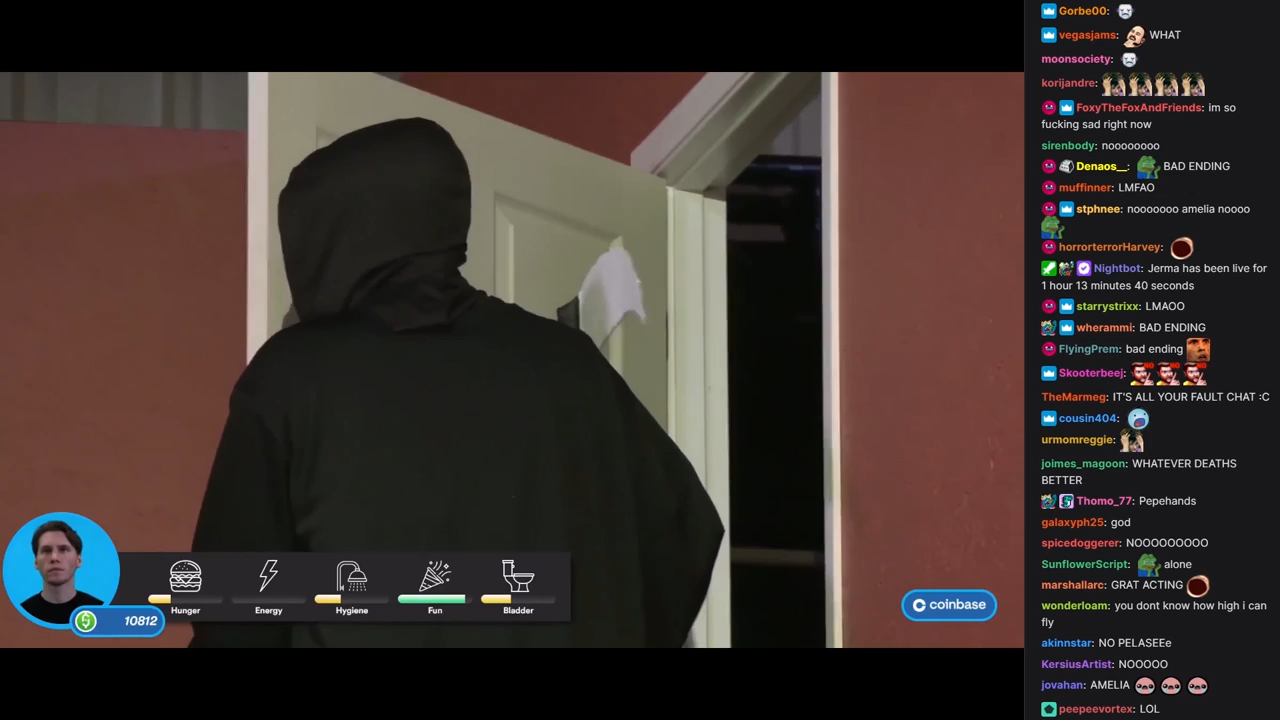 Gorbe00:
vegasjams: WHAT
moonsociety:
korijandre:
FoxyTheFoxAndFriends: im so
fucking sad right now
sirenbody: nooooooooo
Denaos__: BAD ENDING
muffinner: LMFAO
stphnee: nooooooo amelia noooo
horrorterrorHarvey:
Nightbot: Jerma has been live for
1 hour 13 minutes 40 seconds
starrystrixx: LMAOO
wherammi: BAD ENDING
FlyingPrem: bad ending
Skooterbeej:
TheMarmeg: IT'S ALL YOUR FAULT CHAT :C
cousin404:
urmomreggie:
joimes_magoon: WHATEVER DEATHS
BETTER
Thomo_77: Pepehands
galaxyph25: god
spicedoggerer: NOOOOOOOOO
SunflowerScript: alone
marshallarc: GRAT ACTING
wonderloam: you dont know how high i can
fly
akinnstar: NO PELASEEe
KersiusArtist: NOOOOO
jovahan: AMELIA
peepeevortex: LOL
Hunger
Energy
Hygiene
Fun
Bladder
10812
coinbase